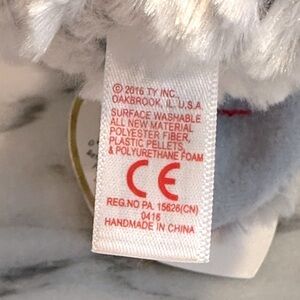 © 2016 TY INC.
OAKBROOK, IL. U.S.A
SURFACE WASHABLE
ALL NEW MATERIAL
POLYESTER FIBER,
PLASTIC PELLETS,
& POLYURETHANE FOAM
CE
REG.NO PA. 15626(CN)
0416
HANDMADE IN CHINA